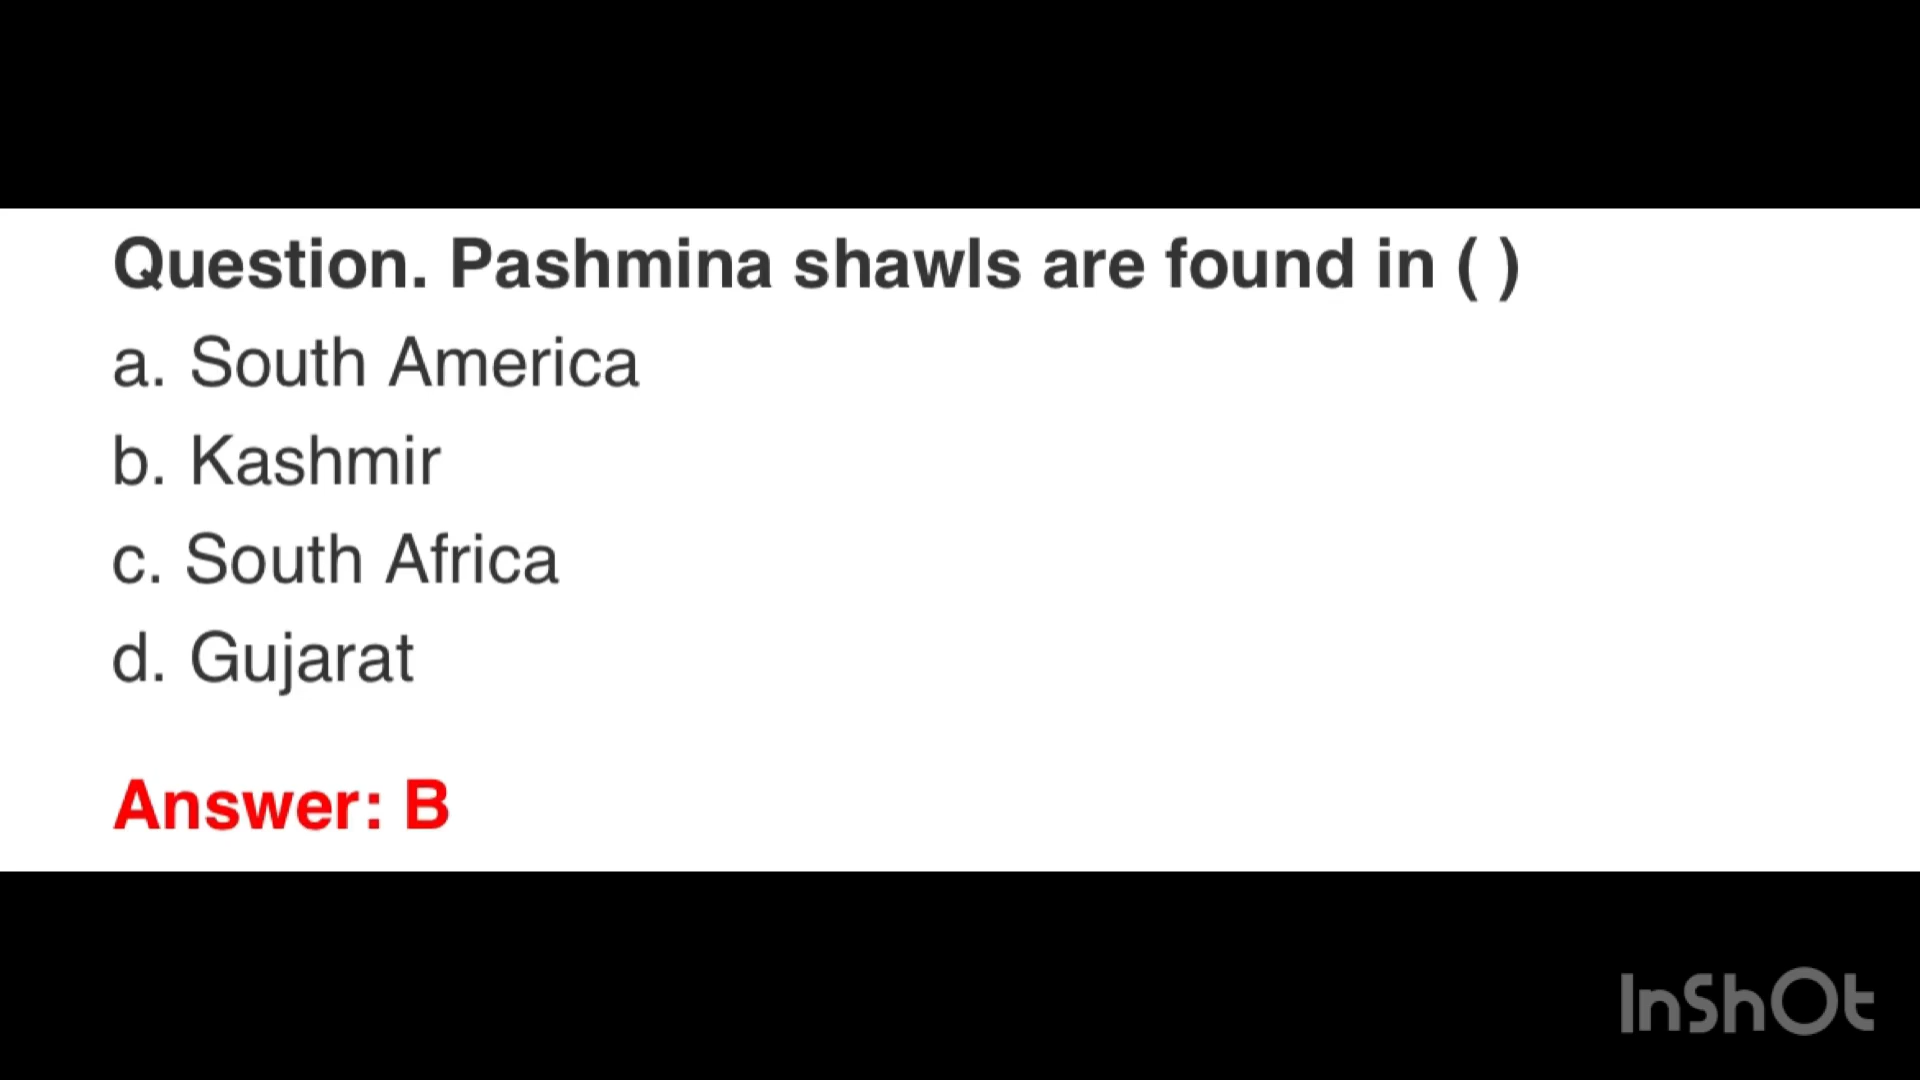 Question. Pashmina shawls are found in ( )
a. South America
b. Kashmir
c. South Africa
d. Gujarat
Answer: B
InShOt